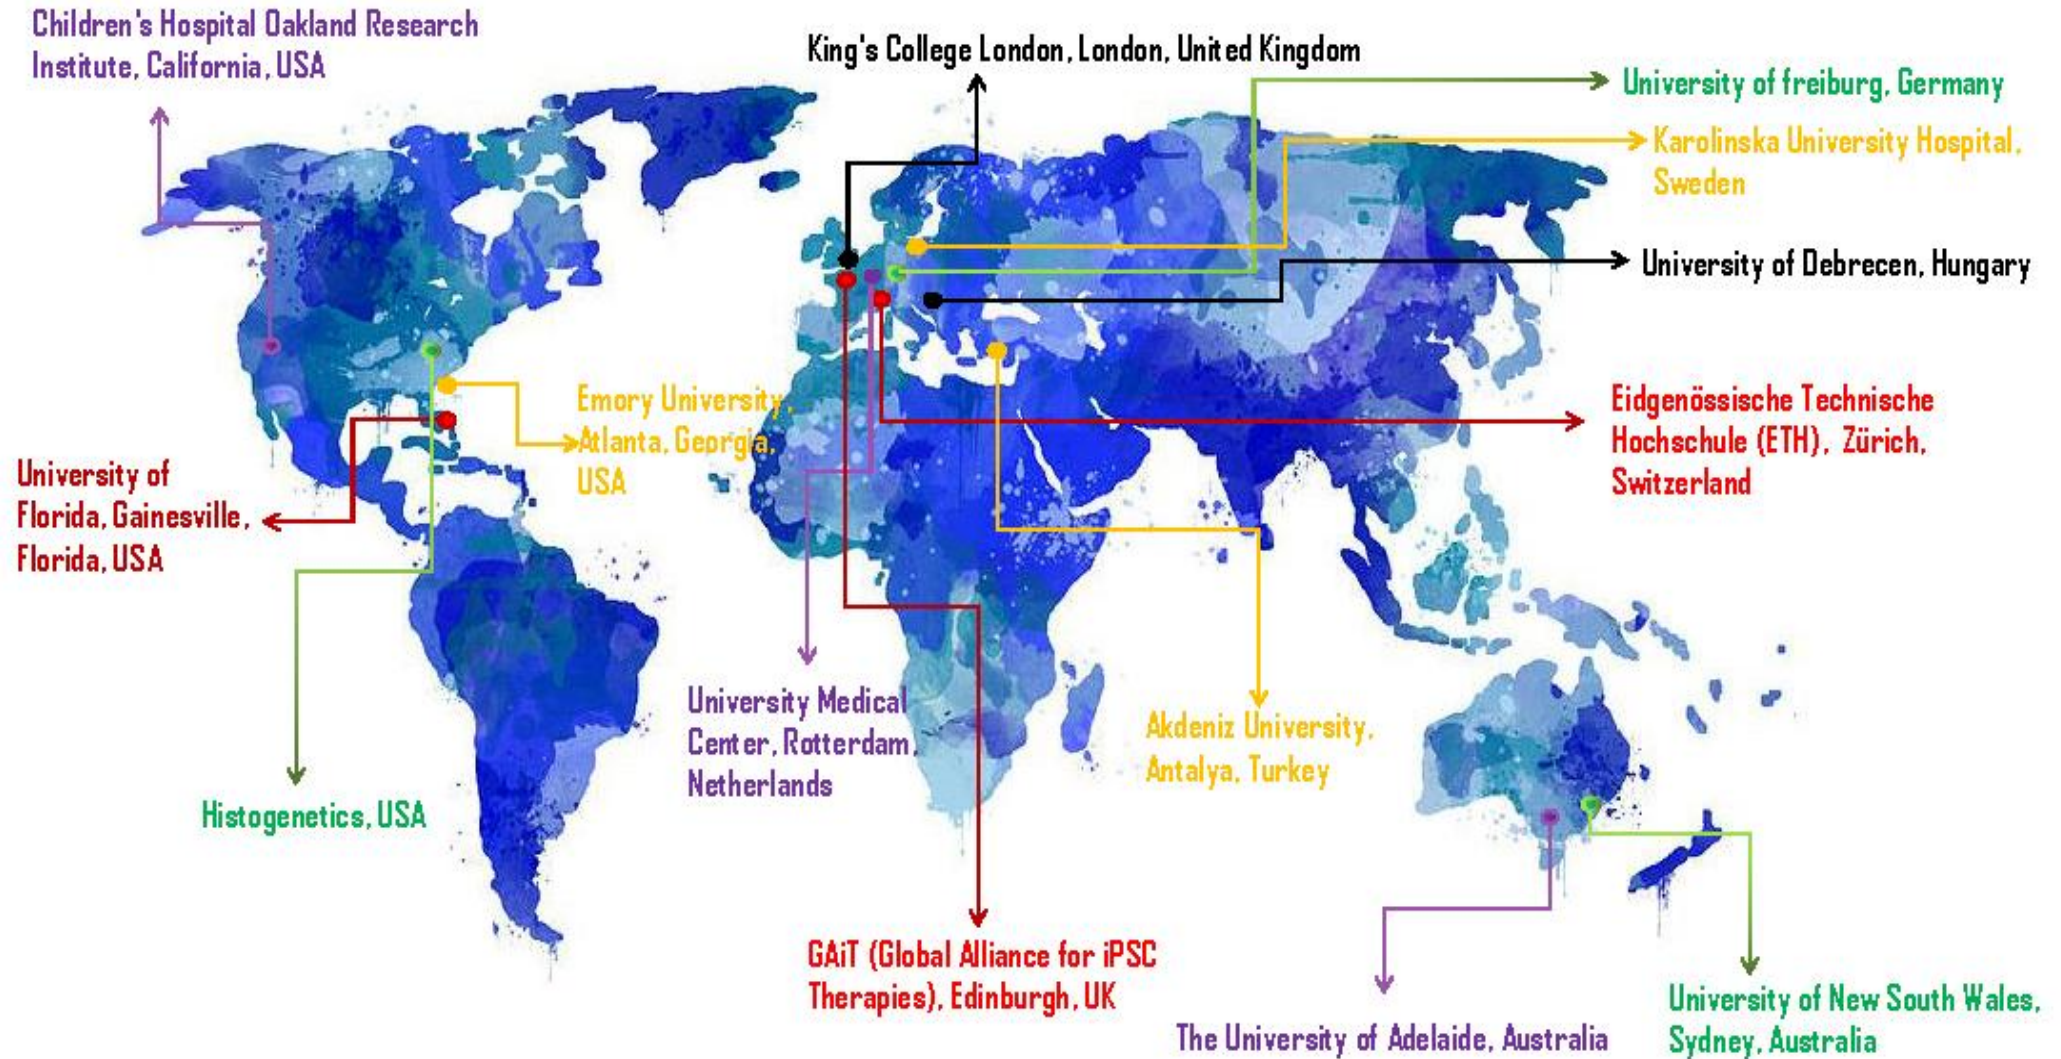 Children's Hospital Oakland Research
Institute, California, USA
King's College London, London, United Kingdom
University of freiburg, Germany
Karolinska University Hospital,
Sweden
University of Debrecen, Hungary
Emory University,
Atlanta, Georgia,
USA
Eidgenössische Technische
Hochschule (ETH), Zürich,
Switzerland
University of
Florida, Gainesville,
Florida, USA
University Medical
Center, Rotterdam,
Netherlands
Akdeniz University,
Antalya, Turkey
Histogenetics, USA
GAiT (Global Alliance for iPSC
Therapies), Edinburgh, UK
The University of Adelaide, Australia
University of New South Wales,
Sydney, Australia